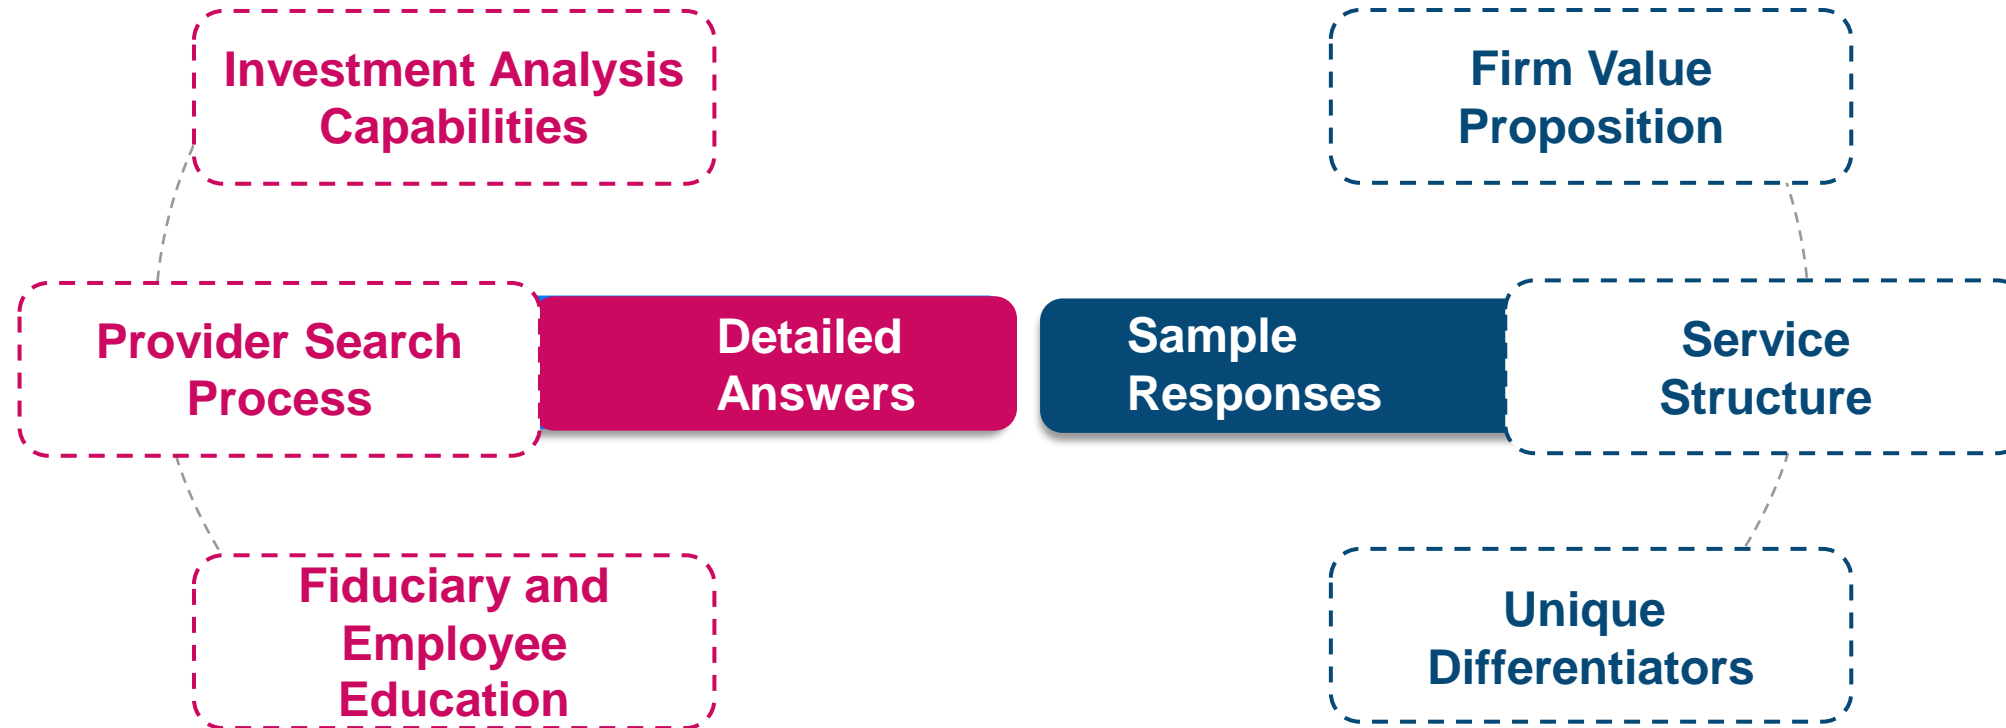 Investment Analysis
Capabilities
Firm Value
Proposition
Provider Search
Process
Detailed
Answers
Sample
Responses
Service
Structure
Fiduciary and
Employee
Education
Unique
Differentiators